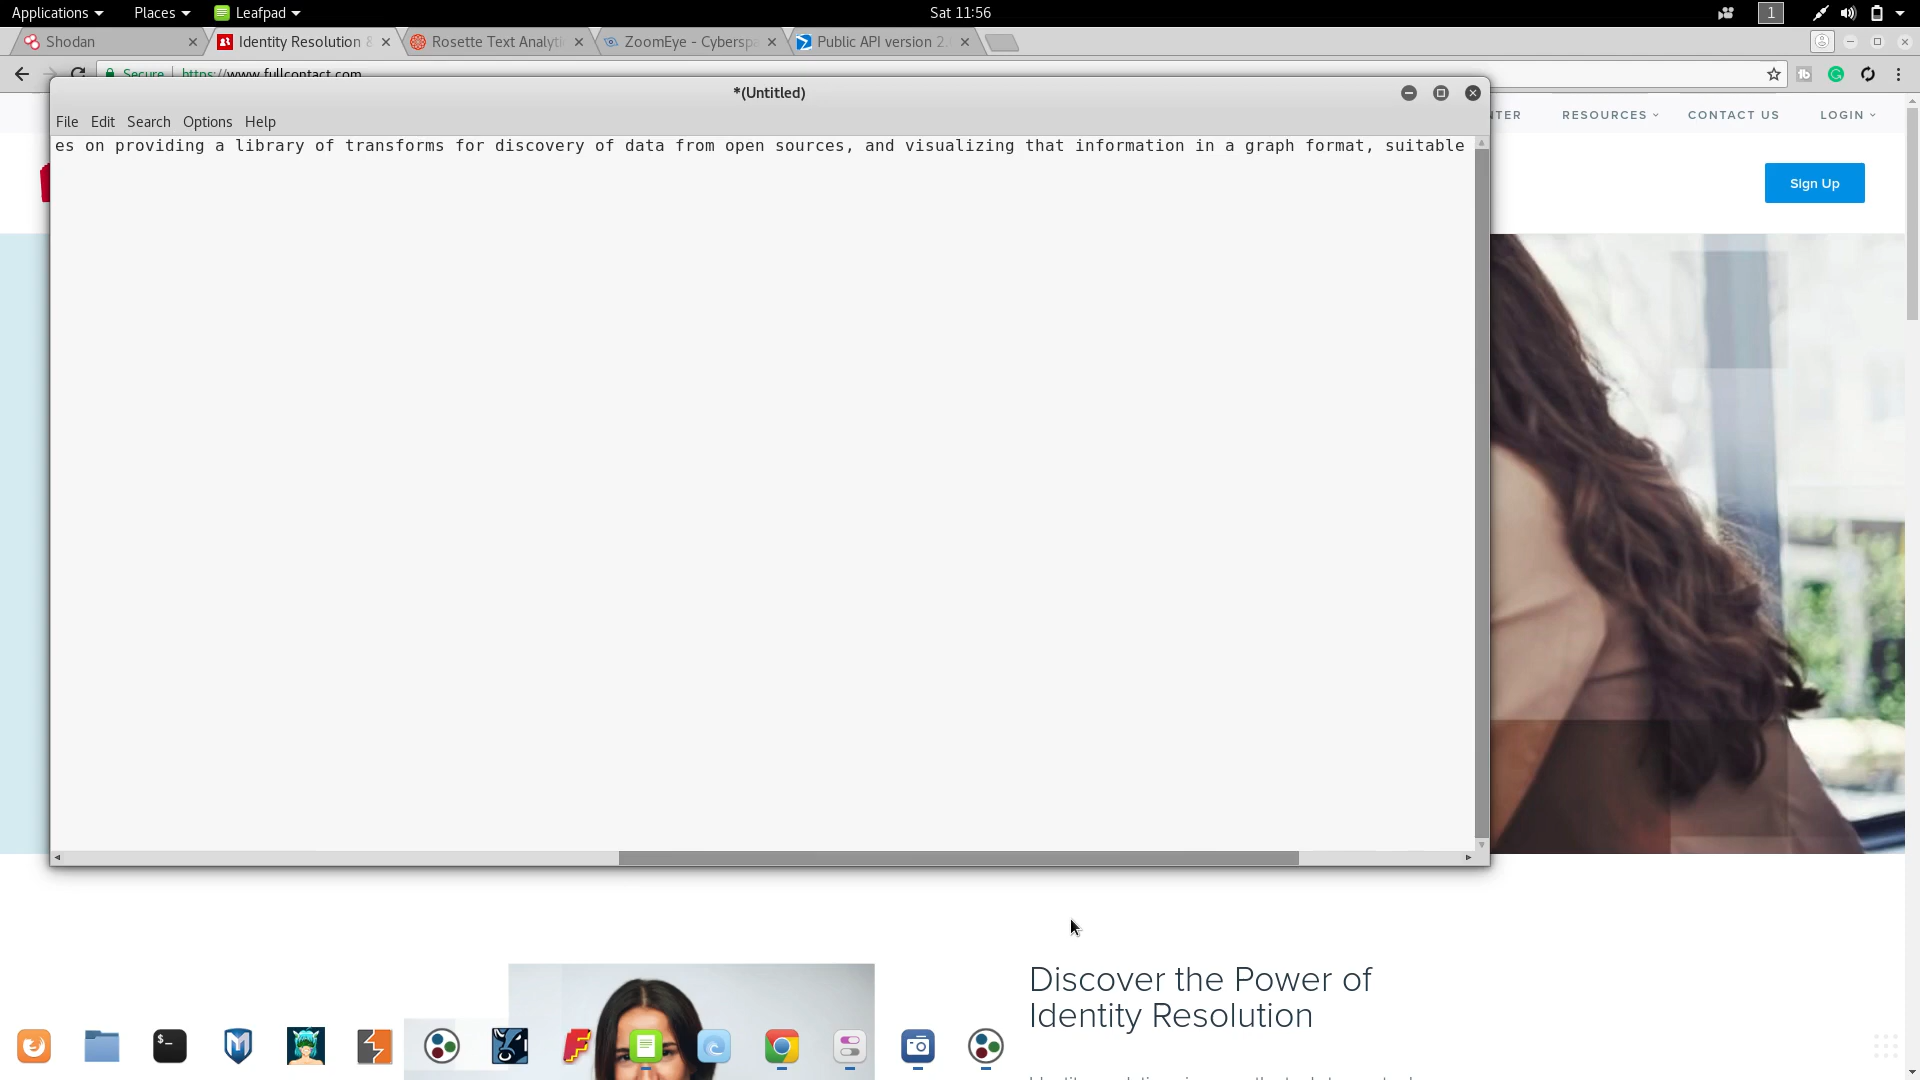 Applications Places Leafpad Sat 11:56 1
Shodan Identity Resolution & Rosette Text Analyti ZoomEye - Cyberspa Public API version 2.
Secure https://www.fullcontact.com
*(Untitled)
NTER RESOURCES CONTACT US LOGIN
File Edit Search Options Help
es on providing a library of transforms for discovery of data from open sources, and visualizing that information in a graph format, suitable
Sign Up
Discover the Power of
Identity Resolution
$_